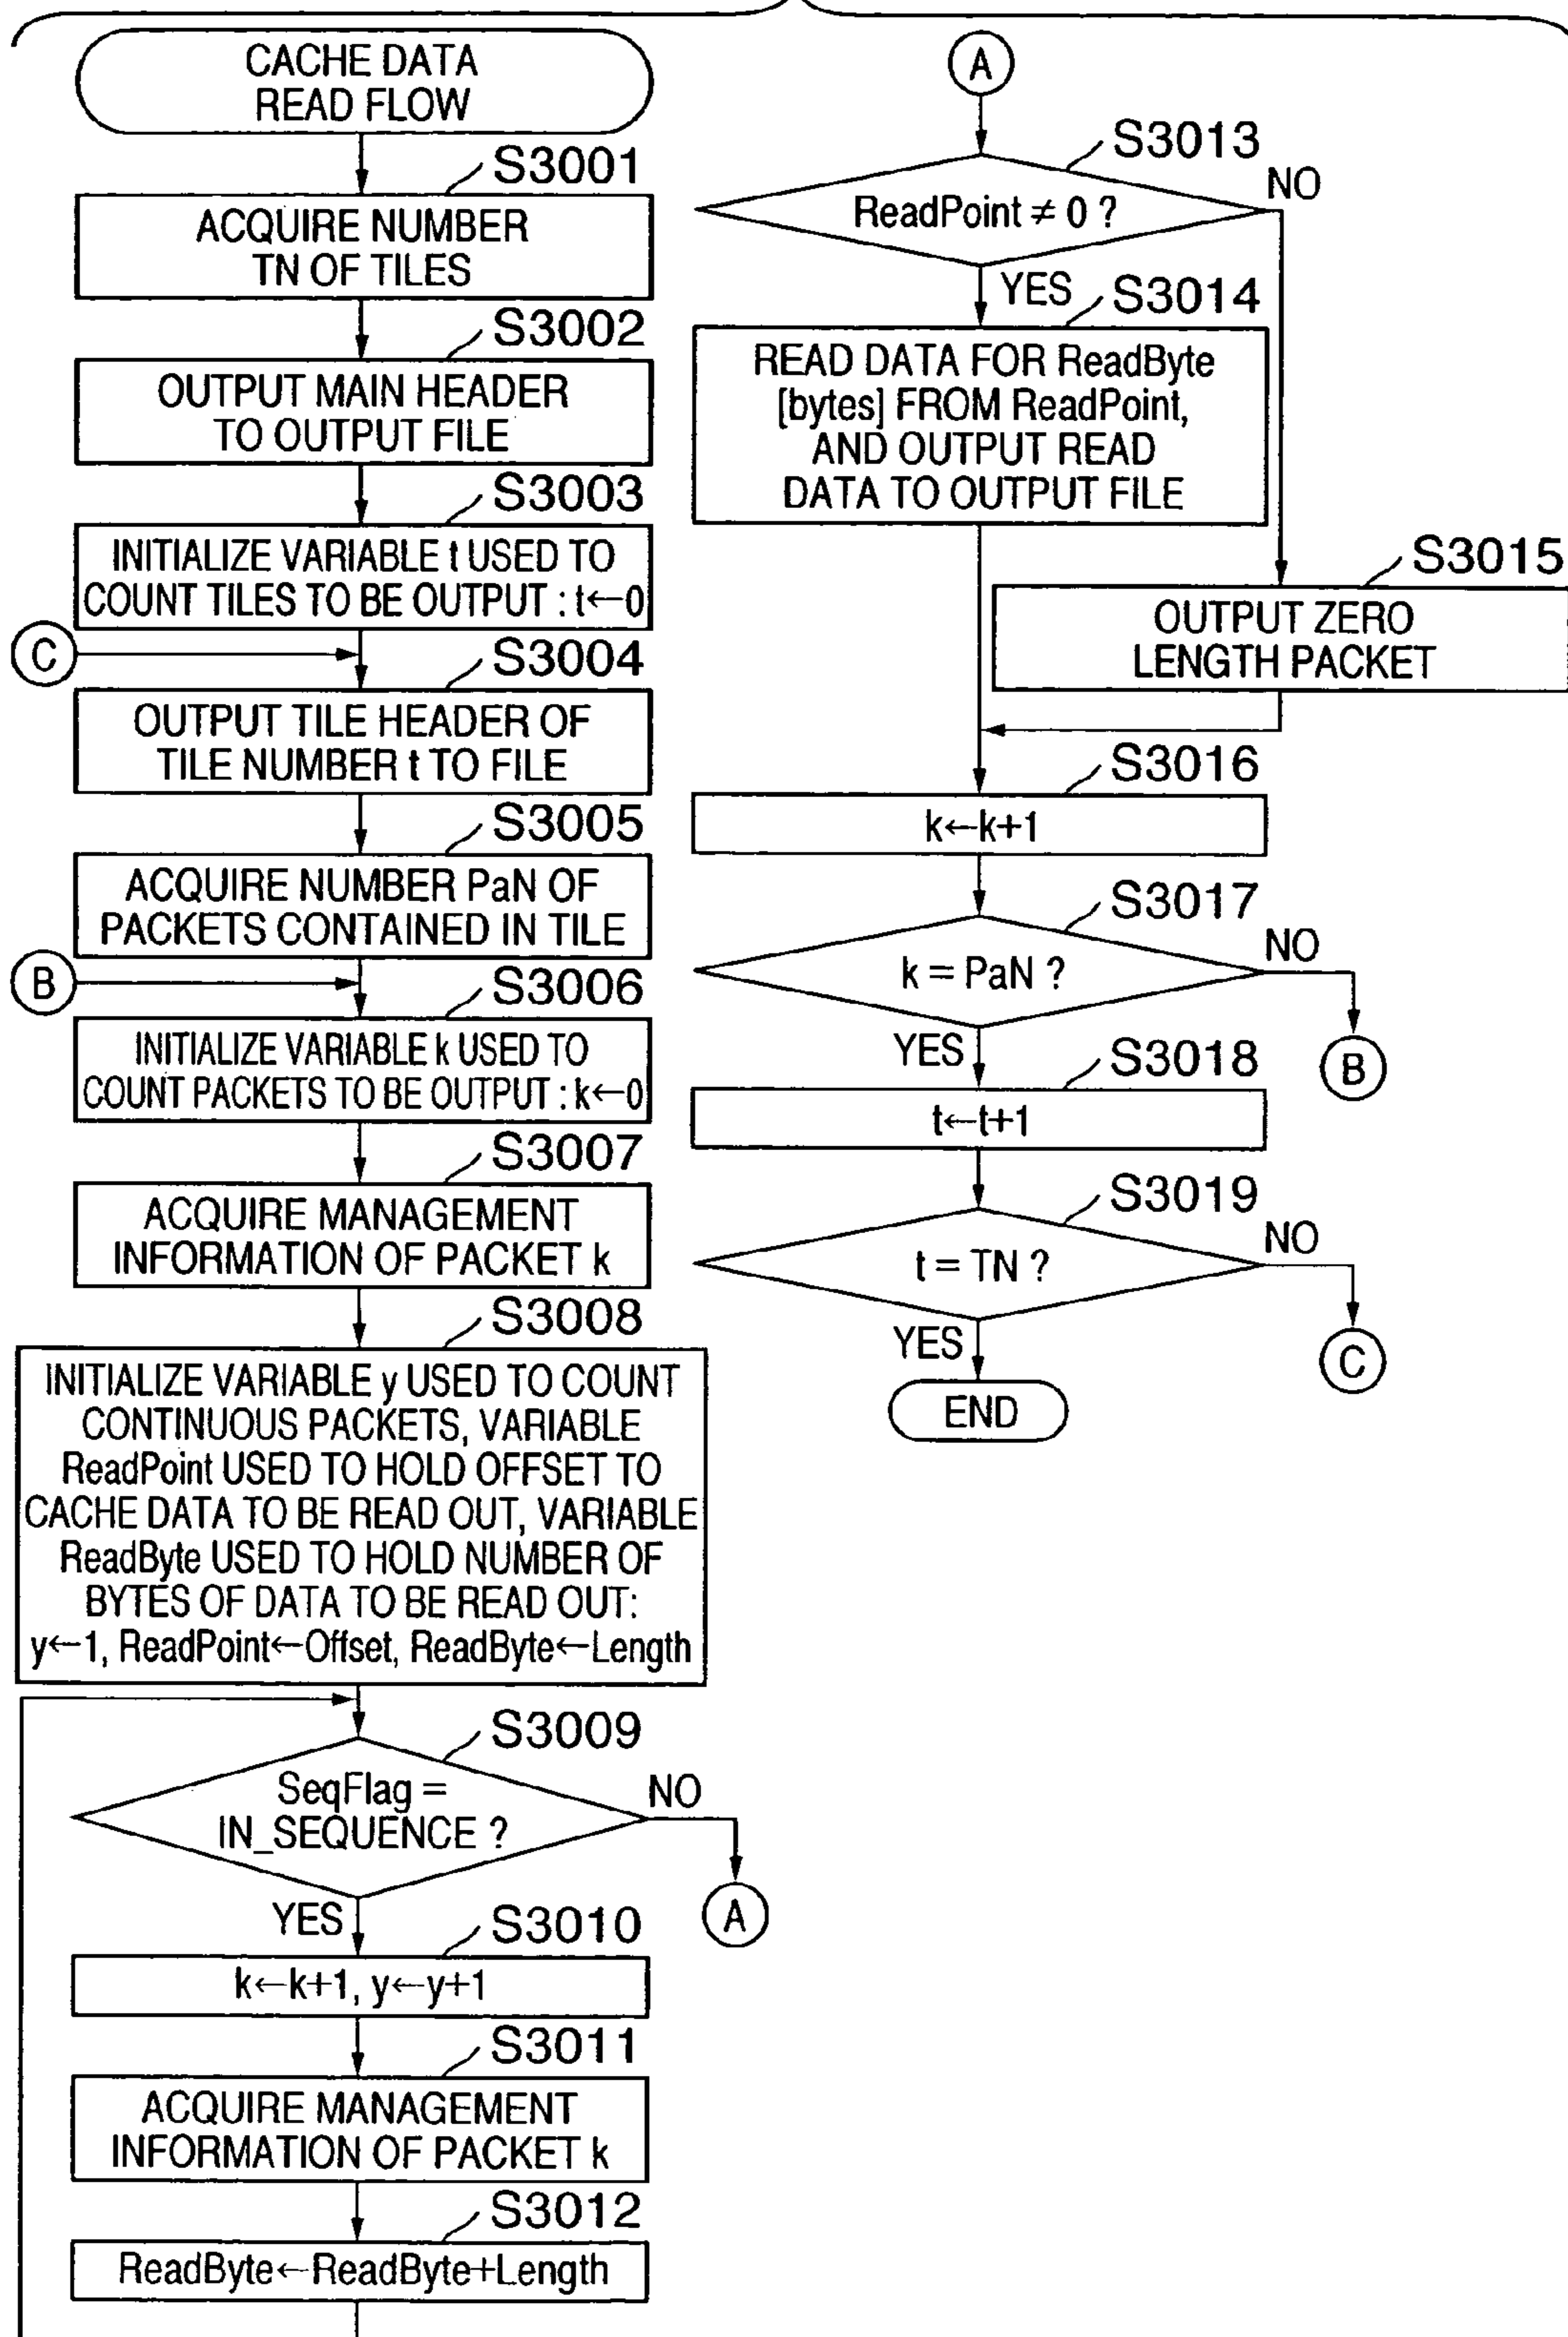 CACHE DATA
READ FLOW
S3001
ACQUIRE NUMBER
TN OF TILES
S3002
OUTPUT MAIN HEADER
TO OUTPUT FILE
S3003
INITIALIZE VARIABLE t USED TO
COUNT TILES TO BE OUTPUT : t←0
C
S3004
OUTPUT TILE HEADER OF
TILE NUMBER t TO FILE
S3005
ACQUIRE NUMBER PaN OF
PACKETS CONTAINED IN TILE
B
S3006
INITIALIZE VARIABLE k USED TO
COUNT PACKETS TO BE OUTPUT : k←0
S3007
ACQUIRE MANAGEMENT
INFORMATION OF PACKET k
S3008
INITIALIZE VARIABLE y USED TO COUNT
CONTINUOUS PACKETS, VARIABLE
ReadPoint USED TO HOLD OFFSET TO
CACHE DATA TO BE READ OUT, VARIABLE
ReadByte USED TO HOLD NUMBER OF
BYTES OF DATA TO BE READ OUT:
y←1, ReadPoint←Offset, ReadByte←Length
S3009
SeqFlag =
IN_SEQUENCE ?
NO
A
YES
S3010
k←k+1, y←y+1
S3011
ACQUIRE MANAGEMENT
INFORMATION OF PACKET k
S3012
ReadByte←ReadByte+Length
A
S3013
ReadPoint ≠ 0 ?
NO
YES
S3014
READ DATA FOR ReadByte
[bytes] FROM ReadPoint,
AND OUTPUT READ
DATA TO OUTPUT FILE
S3015
OUTPUT ZERO
LENGTH PACKET
S3016
k←k+1
S3017
k = PaN ?
NO
B
YES
S3018
t←t+1
S3019
t = TN ?
NO
C
YES
END